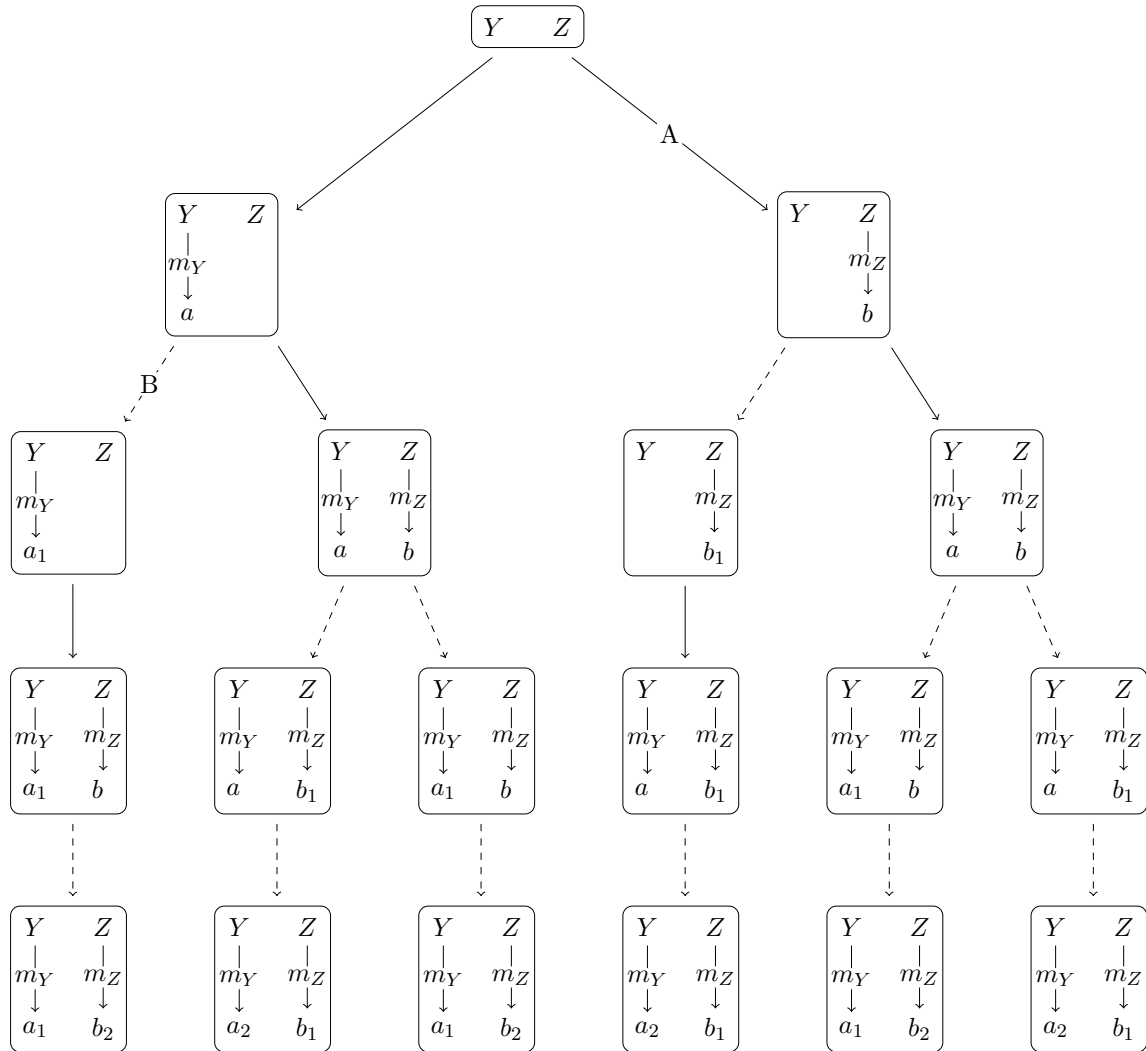 Y Z
A
Y Z Y Z
m_Y m_Z
a b
B
Y Z Y Z Y Z Y Z
m_Y m_Y m_Z m_Z m_Y m_Z
a_1 a b b_1 a b
Y Z Y Z Y Z Y Z Y Z Y Z
m_Y m_Z m_Y m_Z m_Y m_Z m_Y m_Z m_Y m_Z m_Y m_Z
a_1 b a b_1 a_1 b a b_1 a_1 b a b_1
Y Z Y Z Y Z Y Z Y Z Y Z
m_Y m_Z m_Y m_Z m_Y m_Z m_Y m_Z m_Y m_Z m_Y m_Z
a_1 b_2 a_2 b_1 a_1 b_2 a_2 b_1 a_1 b_2 a_2 b_1